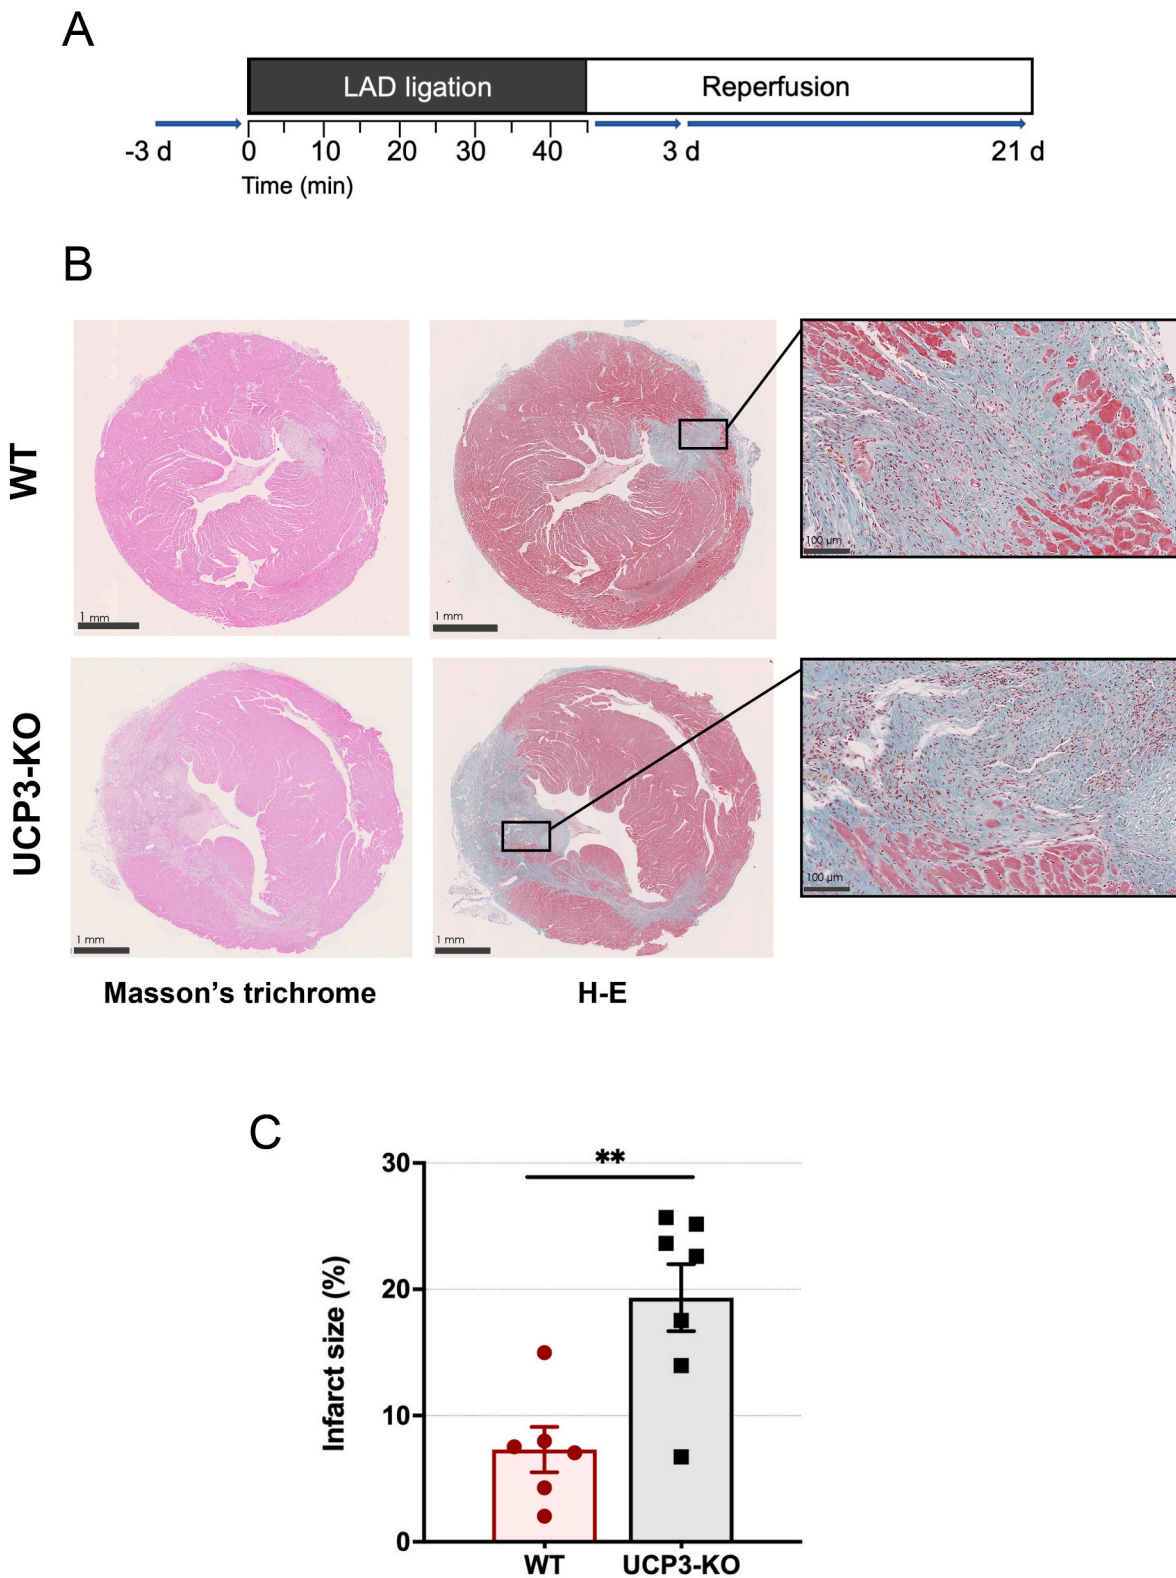 A
LAD ligation
Reperfusion
-3 d
0
10
20
30
40
3 d
21 d
Time (min)
B
WT
1 mm
1 mm
100 µm
UCP3-KO
1 mm
1 mm
100 µm
Masson’s trichrome
H-E
C
**
30
20
10
0
Infarct size (%)
WT
UCP3-KO